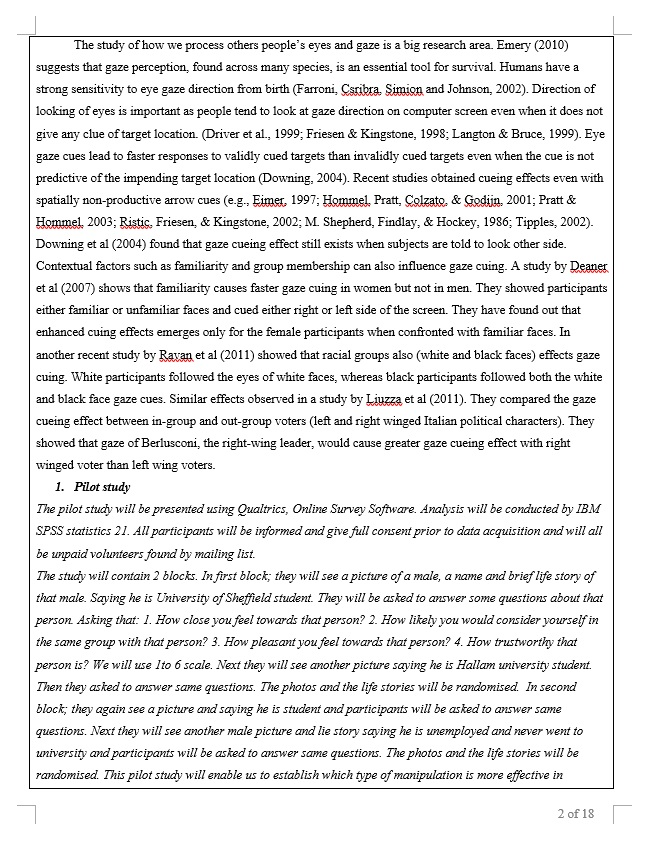 The study of how we process others people's eyes and gaze is a big research area. Emery (2010)
suggests that gaze perception, found across many species, is an essential tool for survival. Humans have a
strong sensitivity to eye gaze direction from birth (Farroni, Csribra, Simion and Johnson, 2002). Direction of
looking of eyes is important as people tend to look at gaze direction on computer screen even when it does not
give any clue of target location. (Driver et al., 1999; Friesen & Kingstone, 1998; Langton & Bruce, 1999). Eye
gaze cues lead to faster responses to validly cued targets than invalidly cued targets even when the cue is not
predictive of the impending target location (Downing, 2004). Recent studies obtained cueing effects even with
spatially non-productive arrow cues (e.g., Eimer, 1997; Hommel, Pratt, Colzato, & Godijn, 2001; Pratt &
Hommel, 2003; Ristic, Friesen, & Kingstone, 2002; M. Shepherd, Findlay, & Hockey, 1986; Tipples, 2002).
Downing et al (2004) found that gaze cueing effect still exists when subjects are told to look other side.
Contextual factors such as familiarity and group membership can also influence gaze cuing. A study by Deaner
et al (2007) shows that familiarity causes faster gaze cuing in women but not in men. They showed participants
either familiar or unfamiliar faces and cued either right or left side of the screen. They have found out that
enhanced cuing effects emerges only for the female participants when confronted with familiar faces. In
another recent study by Ravan et al (2011) showed that racial groups also (white and black faces) effects gaze
cuing. White participants followed the eyes of white faces, whereas black participants followed both the white
and black face gaze cues. Similar effects observed in a study by Liuzza et al (2011). They compared the gaze
cueing effect between in-group and out-group voters (left and right winged Italian political characters). They
showed that gaze of Berlusconi, the right-wing leader, would cause greater gaze cueing effect with right
winged voter than left wing voters.
1. Pilot study
The pilot study will be presented using Qualtrics, Online Survey Software. Analysis will be conducted by IBM
SPSS statistics 21. All participants will be informed and give full consent prior to data acquisition and will all
be unpaid volunteers found by mailing list.
The study will contain 2 blocks. In first block; they will see a picture of a male, a name and brief life story of
that male. Saying he is University of Sheffield student. They will be asked to answer some questions about that
person. Asking that: 1. How close you feel towards that person? 2. How likely you would consider yourself in
the same group with that person? 3. How pleasant you feel towards that person? 4. How trustworthy that
person is? We will use 1to 6 scale. Next they will see another picture saying he is Hallam university student.
Then they asked to answer same questions. The photos and the life stories will be randomised. In second
block; they again see a picture and saying he is student and participants will be asked to answer same
questions. Next they will see another male picture and lie story saying he is unemployed and never went to
university and participants will be asked to answer same questions. The photos and the life stories will be
randomised. This pilot study will enable us to establish which type of manipulation is more effective in
2 of 18